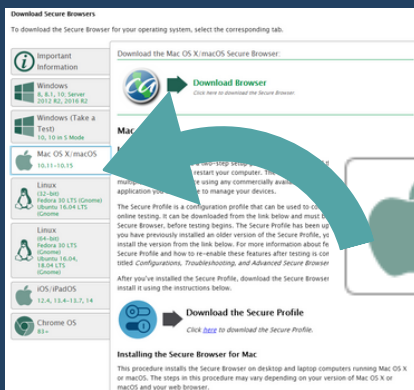 Download Secure Browsers
To download the Secure Browser for your operating system, select the corresponding tab.
Important
Information
Windows
8, 8.1, 10; Server
2012 R2, 2016 R2
Windows (Take a
Test)
10, 10 in S Mode
Mac OS X/macOS
10.11–10.15
Linux
(32-bit)
Fedora 30 LTS (Gnome)
Ubuntu 16.04 LTS
(Gnome
Linux
(64-bit)
Fedora 30 LTS
(Gnome)
Ubuntu 16.04,
18.04 LTS
(Gnome)
iOS/iPadOS
12.4, 13.4–13.7, 14
Chrome OS
83+
Download the Mac OS X/macOS Secure Browser:
ca
Download Browser
Click here to download the Secure Browser.
Mac
a two-step setup
restart your computer. The
using any commercially
application you to manage your devices.
The Secure Profile is a configuration profile that can be used to
online testing. It can be downloaded from the link below and must
Secure Browser, before testing begins. The Secure Profile has been
you have previously installed an older version of the Secure Profile,
install the version from the link below. For more information about
Secure Profile and how to re-enable these features after testing is
titled Configurations, Troubleshooting, and Advanced Secure Browser
After you've installed the Secure Profile, download the Secure Browser
install it using the instructions below.
Download the Secure Profile
Click here to download the Secure Profile.
Installing the Secure Browser for Mac
This procedure installs the Secure Browser on desktop and laptop computers running Mac OS X
or macOS. The steps in this procedure may vary depending on your version of Mac OS X or
macOS and your web browser.